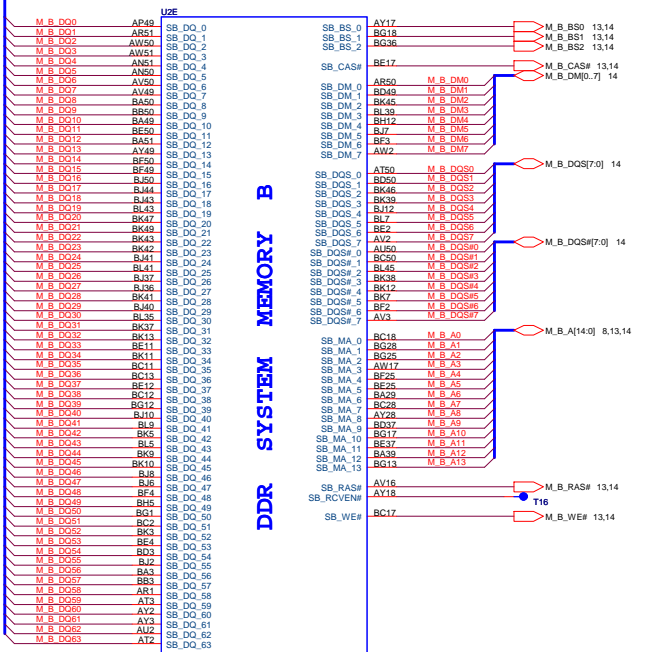 U2E
M_B_DQ0 AP49 SB_DQ_0
M_B_DQ1 AR51 SB_DQ_1
M_B_DQ2 AW50 SB_DQ_2
M_B_DQ3 AW51 SB_DQ_3
M_B_DQ4 AN51 SB_DQ_4
M_B_DQ5 AN50 SB_DQ_5
M_B_DQ6 AV50 SB_DQ_6
M_B_DQ7 AV49 SB_DQ_7
M_B_DQ8 BA50 SB_DQ_8
M_B_DQ9 BB50 SB_DQ_9
M_B_DQ10 BA49 SB_DQ_10
M_B_DQ11 BE50 SB_DQ_11
M_B_DQ12 BA51 SB_DQ_12
M_B_DQ13 AY49 SB_DQ_13
M_B_DQ14 BF50 SB_DQ_14
M_B_DQ15 BF49 SB_DQ_15
M_B_DQ16 BJ50 SB_DQ_16
M_B_DQ17 BJ44 SB_DQ_17
M_B_DQ18 BJ43 SB_DQ_18
M_B_DQ19 BL43 SB_DQ_19
M_B_DQ20 BK47 SB_DQ_20
M_B_DQ21 BK49 SB_DQ_21
M_B_DQ22 BK43 SB_DQ_22
M_B_DQ23 BK42 SB_DQ_23
M_B_DQ24 BJ41 SB_DQ_24
M_B_DQ25 BL41 SB_DQ_25
M_B_DQ26 BJ37 SB_DQ_26
M_B_DQ27 BJ36 SB_DQ_27
M_B_DQ28 BK41 SB_DQ_28
M_B_DQ29 BJ40 SB_DQ_29
M_B_DQ30 BL35 SB_DQ_30
M_B_DQ31 BK37 SB_DQ_31
M_B_DQ32 BK13 SB_DQ_32
M_B_DQ33 BE11 SB_DQ_33
M_B_DQ34 BK11 SB_DQ_34
M_B_DQ35 BC11 SB_DQ_35
M_B_DQ36 BC13 SB_DQ_36
M_B_DQ37 BE12 SB_DQ_37
M_B_DQ38 BC12 SB_DQ_38
M_B_DQ39 BG12 SB_DQ_39
M_B_DQ40 BJ10 SB_DQ_40
M_B_DQ41 BL9 SB_DQ_41
M_B_DQ42 BK5 SB_DQ_42
M_B_DQ43 BL5 SB_DQ_43
M_B_DQ44 BK9 SB_DQ_44
M_B_DQ45 BK10 SB_DQ_45
M_B_DQ46 BJ8 SB_DQ_46
M_B_DQ47 BJ6 SB_DQ_47
M_B_DQ48 BF4 SB_DQ_48
M_B_DQ49 BH5 SB_DQ_49
M_B_DQ50 BG1 SB_DQ_50
M_B_DQ51 BC2 SB_DQ_51
M_B_DQ52 BK3 SB_DQ_52
M_B_DQ53 BE4 SB_DQ_53
M_B_DQ54 BD3 SB_DQ_54
M_B_DQ55 BJ2 SB_DQ_55
M_B_DQ56 BA3 SB_DQ_56
M_B_DQ57 BB3 SB_DQ_57
M_B_DQ58 AR1 SB_DQ_58
M_B_DQ59 AT3 SB_DQ_59
M_B_DQ60 AY2 SB_DQ_60
M_B_DQ61 AY3 SB_DQ_61
M_B_DQ62 AU2 SB_DQ_62
M_B_DQ63 AT2 SB_DQ_63
DDR SYSTEM MEMORY B
SB_BS_0 AY17 M_B_BS0 13,14
SB_BS_1 BG18 M_B_BS1 13,14
SB_BS_2 BG36 M_B_BS2 13,14
SB_CAS# BE17 M_B_CAS# 13,14
M_B_DM[0..7] 14
SB_DM_0 AR50 M_B_DM0
SB_DM_1 BD49 M_B_DM1
SB_DM_2 BK45 M_B_DM2
SB_DM_3 BL39 M_B_DM3
SB_DM_4 BH12 M_B_DM4
SB_DM_5 BJ7 M_B_DM5
SB_DM_6 BF3 M_B_DM6
SB_DM_7 AW2 M_B_DM7
M_B_DQS[7:0] 14
SB_DQS_0 AT50 M_B_DQS0
SB_DQS_1 BD50 M_B_DQS1
SB_DQS_2 BK46 M_B_DQS2
SB_DQS_3 BK39 M_B_DQS3
SB_DQS_4 BJ12 M_B_DQS4
SB_DQS_5 BL7 M_B_DQS5
SB_DQS_6 BE2 M_B_DQS6
SB_DQS_7 AV2 M_B_DQS7
M_B_DQS#[7:0] 14
SB_DQS#_0 AU50 M_B_DQS#0
SB_DQS#_1 BC50 M_B_DQS#1
SB_DQS#_2 BL45 M_B_DQS#2
SB_DQS#_3 BK38 M_B_DQS#3
SB_DQS#_4 BK12 M_B_DQS#4
SB_DQS#_5 BK7 M_B_DQS#5
SB_DQS#_6 BF2 M_B_DQS#6
SB_DQS#_7 AV3 M_B_DQS#7
M_B_A[14:0] 8,13,14
SB_MA_0 BC18 M_B_A0
SB_MA_1 BG28 M_B_A1
SB_MA_2 BG25 M_B_A2
SB_MA_3 AW17 M_B_A3
SB_MA_4 BF25 M_B_A4
SB_MA_5 BE25 M_B_A5
SB_MA_6 BA29 M_B_A6
SB_MA_7 BC28 M_B_A7
SB_MA_8 AY28 M_B_A8
SB_MA_9 BD37 M_B_A9
SB_MA_10 BG17 M_B_A10
SB_MA_11 BE37 M_B_A11
SB_MA_12 BA39 M_B_A12
SB_MA_13 BG13 M_B_A13
SB_RAS# AV16 M_B_RAS# 13,14
SB_RCVEN# AY18 T16
SB_WE# BC17 M_B_WE# 13,14